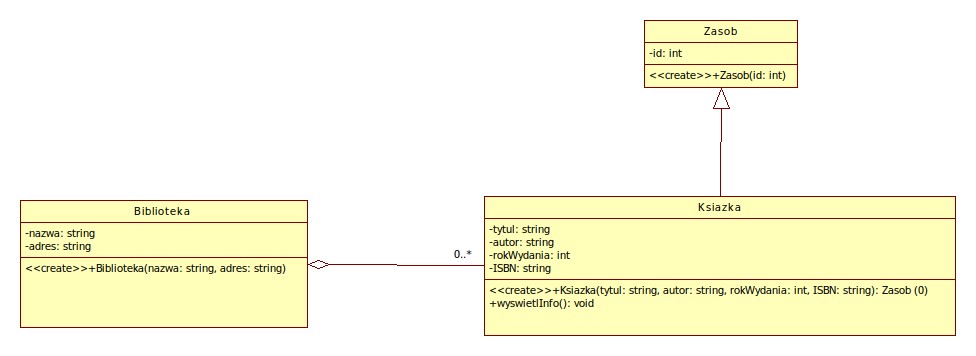 Zasob
-id: int
<<create>>+Zasob(id: int)
Biblioteka
-nazwa: string
-adres: string
<<create>>+Biblioteka(nazwa: string, adres: string)
0..*
Ksiazka
-tytul: string
-autor: string
-rokWydania: int
-ISBN: string
<<create>>+Ksiazka(tytul: string, autor: string, rokWydania: int, ISBN: string): Zasob (0)
+wyswietlInfo(): void